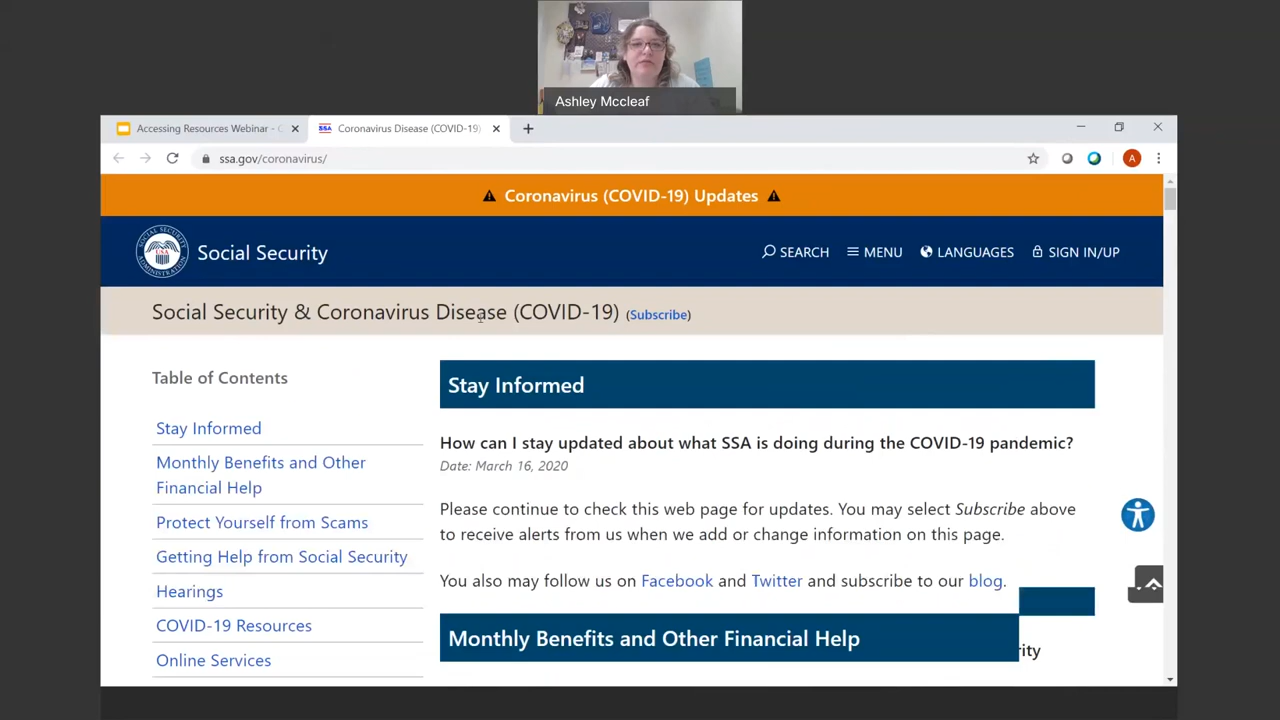 Ashley Mccleaf
Accessing Resources Webinar -
Coronavirus Disease (COVID-19)
ssa.gov/coronavirus/
A
Coronavirus (COVID-19) Updates
SOCIAL SECURITY ADMINISTRATION
USA
Social Security
SEARCH
MENU
LANGUAGES
SIGN IN/UP
Social Security & Coronavirus Disease (COVID-19) (Subscribe)
Table of Contents
Stay Informed
Monthly Benefits and Other
Financial Help
Protect Yourself from Scams
Getting Help from Social Security
Hearings
COVID-19 Resources
Online Services
Stay Informed
How can I stay updated about what SSA is doing during the COVID-19 pandemic?
Date: March 16, 2020
Please continue to check this web page for updates. You may select Subscribe above
to receive alerts from us when we add or change information on this page.
You also may follow us on Facebook and Twitter and subscribe to our blog.
Monthly Benefits and Other Financial Help
rity